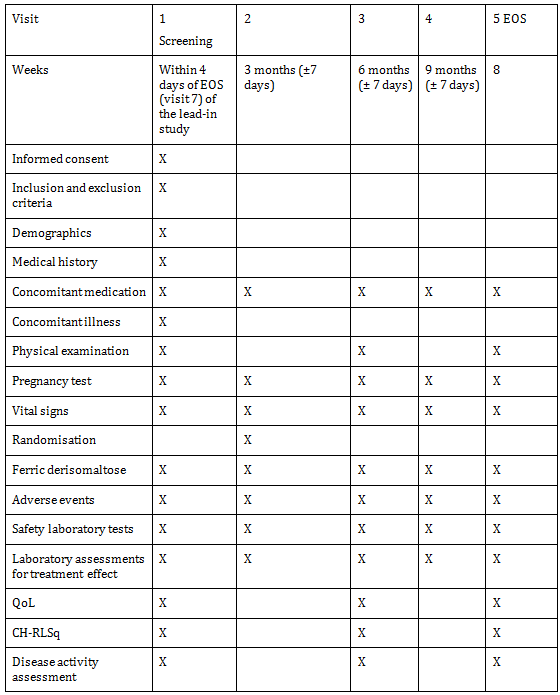 Visit 1 2 3 4 5 EOS
Screening
Weeks Within 4 3 months (±7 6 months 9 months 8
days of EOS days) (± 7 days) (± 7 days)
(visit 7) of
the lead-in
study
Informed consent X
Inclusion and exclusion X
criteria
Demographics X
Medical history X
Concomitant medication X X X X X
Concomitant illness X
Physical examination X X X
Pregnancy test X X X X X
Vital signs X X X X X
Randomisation X
Ferric derisomaltose X X X X X
Adverse events X X X X X
Safety laboratory tests X X X X X
Laboratory assessments X X X X X
for treatment effect
QoL X X X
CH-RLSq X X X
Disease activity X X X
assessment